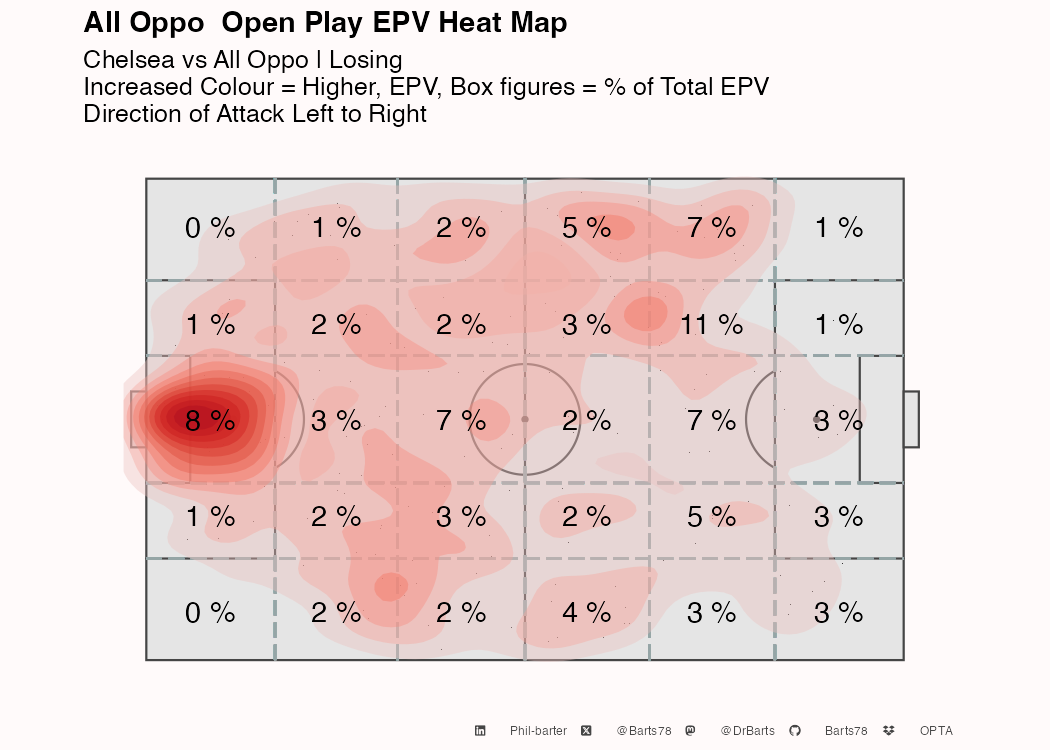 All Oppo  Open Play EPV Heat Map
Chelsea vs All Oppo | Losing
Increased Colour = Higher, EPV, Box figures = % of Total EPV
Direction of Attack Left to Right
0 % 1 % 2 % 5 % 7 % 1 %
1 % 2 % 2 % 3 % 11 % 1 %
8 % 3 % 7 % 2 % 7 % 3 %
1 % 2 % 3 % 2 % 5 % 3 %
0 % 2 % 2 % 4 % 3 % 3 %
Phil-barter @Barts78 @DrBarts Barts78 OPTA